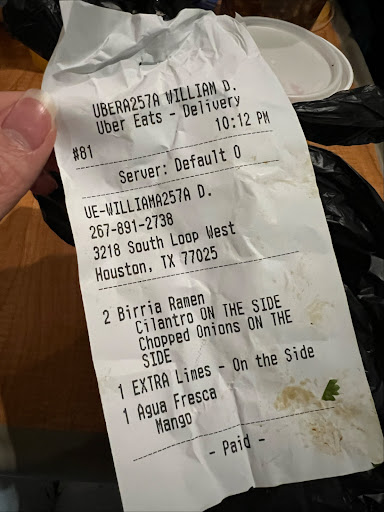 UBERA257A WILLIAM D.
Uber Eats - Delivery
10:12 PM
#81
Server: Default O
UE-WILLIAMA257A D.
267-891-2738
3218 South Loop West
Houston, TX 77025
2 Birria Ramen
Cilantro ON THE SIDE
Chopped Onions ON THE
SIDE
1 EXTRA Limes - On the Side
1 Agua Fresca
Mango
- Paid -